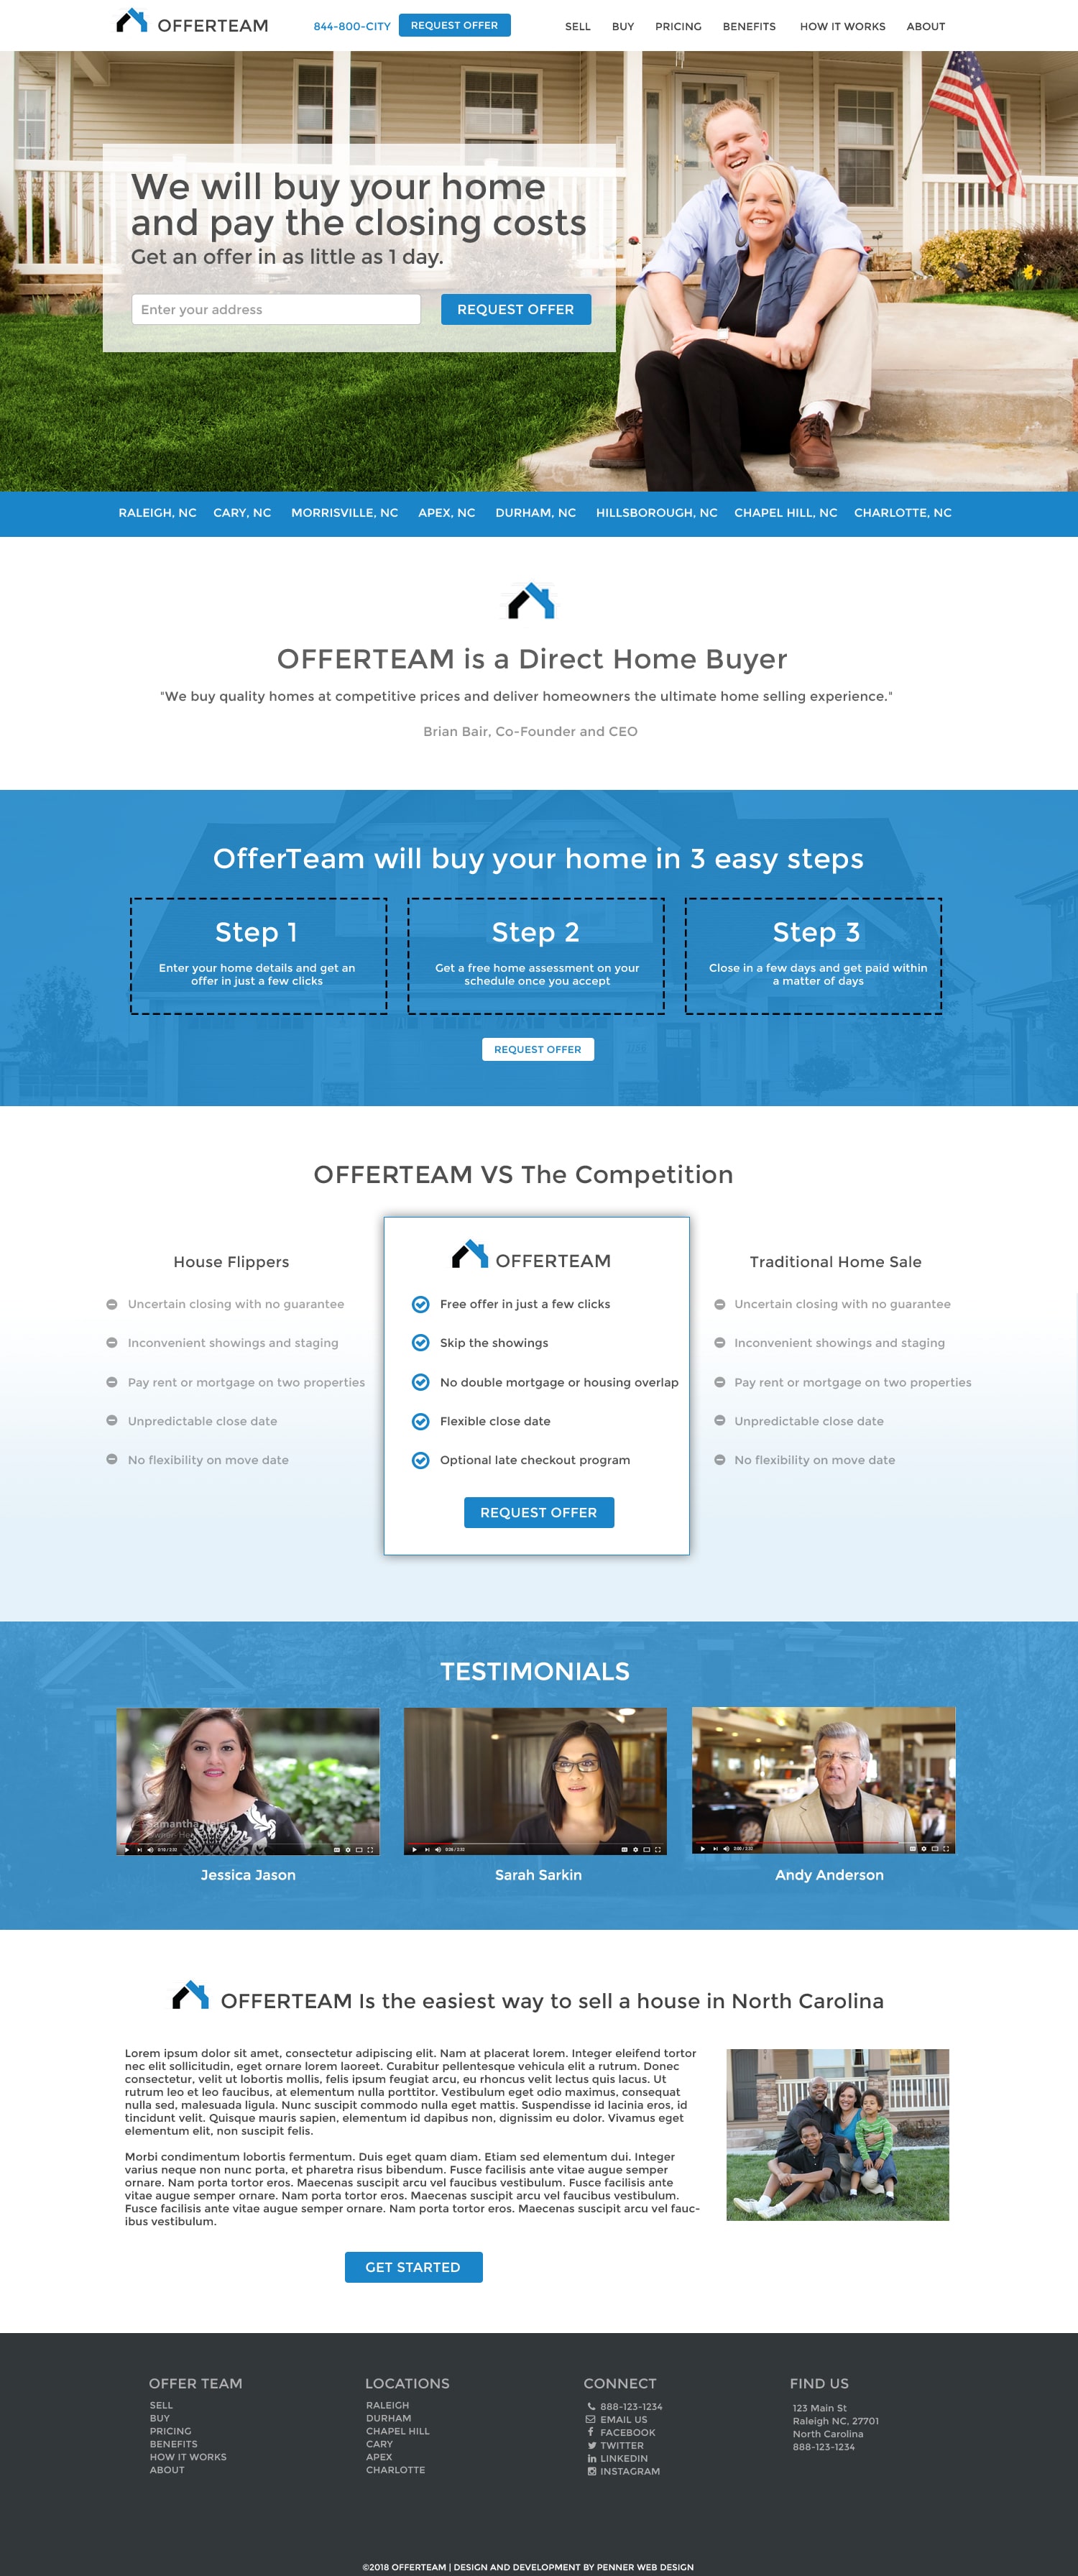 OFFERTEAM
844-800-CITY
REQUEST OFFER
SELL BUY PRICING BENEFITS HOW IT WORKS ABOUT
We will buy your home
and pay the closing costs
Get an offer in as little as 1 day.
Enter your address
REQUEST OFFER
RALEIGH, NC CARY, NC MORRISVILLE, NC APEX, NC DURHAM, NC HILLSBOROUGH, NC CHAPEL HILL, NC CHARLOTTE, NC
OFFERTEAM is a Direct Home Buyer
"We buy quality homes at competitive prices and deliver homeowners the ultimate home selling experience."
Brian Bair, Co-Founder and CEO
OfferTeam will buy your home in 3 easy steps
Step 1
Enter your home details and get an
offer in just a few clicks
Step 2
Get a free home assessment on your
schedule once you accept
Step 3
Close in a few days and get paid within
a matter of days
REQUEST OFFER
OFFERTEAM VS The Competition
House Flippers
Uncertain closing with no guarantee
Inconvenient showings and staging
Pay rent or mortgage on two properties
Unpredictable close date
No flexibility on move date
OFFERTEAM
Free offer in just a few clicks
Skip the showings
No double mortgage or housing overlap
Flexible close date
Optional late checkout program
REQUEST OFFER
Traditional Home Sale
Uncertain closing with no guarantee
Inconvenient showings and staging
Pay rent or mortgage on two properties
Unpredictable close date
No flexibility on move date
TESTIMONIALS
Samantha
Jessica Jason
Sarah Sarkin
Andy Anderson
OFFERTEAM Is the easiest way to sell a house in North Carolina
Lorem ipsum dolor sit amet, consectetur adipiscing elit. Nam at placerat lorem. Integer eleifend tortor
nec elit sollicitudin, eget ornare lorem laoreet. Curabitur pellentesque vehicula elit a rutrum. Donec
consectetur, velit ut lobortis mollis, felis ipsum feugiat arcu, eu rhoncus velit lectus quis lacus. Ut
rutrum leo et leo faucibus, at elementum nulla porttitor. Vestibulum eget odio maximus, consequat
nulla sed, malesuada ligula. Nunc suscipit commodo nulla eget mattis. Suspendisse id lacinia eros, id
tincidunt velit. Quisque mauris sapien, elementum id dapibus non, dignissim eu dolor. Vivamus eget
elementum elit, non suscipit felis.
Morbi condimentum lobortis fermentum. Duis eget quam diam. Etiam sed elementum dui. Integer
varius neque non nunc porta, et pharetra risus bibendum. Fusce facilisis ante vitae augue semper
ornare. Nam porta tortor eros. Maecenas suscipit arcu vel faucibus vestibulum. Fusce facilisis ante
vitae augue semper ornare. Nam porta tortor eros. Maecenas suscipit arcu vel faucibus vestibulum.
Fusce facilisis ante vitae augue semper ornare. Nam porta tortor eros. Maecenas suscipit arcu vel fauc-
ibus vestibulum.
GET STARTED
OFFER TEAM
SELL
BUY
PRICING
BENEFITS
HOW IT WORKS
ABOUT
LOCATIONS
RALEIGH
DURHAM
CHAPEL HILL
CARY
APEX
CHARLOTTE
CONNECT
888-123-1234
EMAIL US
FACEBOOK
TWITTER
LINKEDIN
INSTAGRAM
FIND US
123 Main St
Raleigh NC, 27701
North Carolina
888-123-1234
©2018 OFFERTEAM | DESIGN AND DEVELOPMENT BY PENNER WEB DESIGN